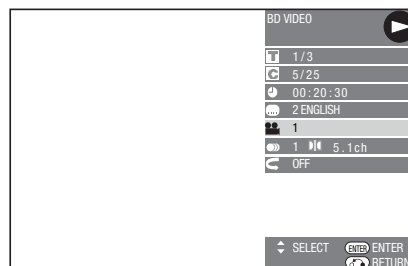 BD VIDEO
T 1/3
C 5/25
00:20:30
2 ENGLISH
1
1 5.1ch
OFF
SELECT ENTER ENTER
RETURN